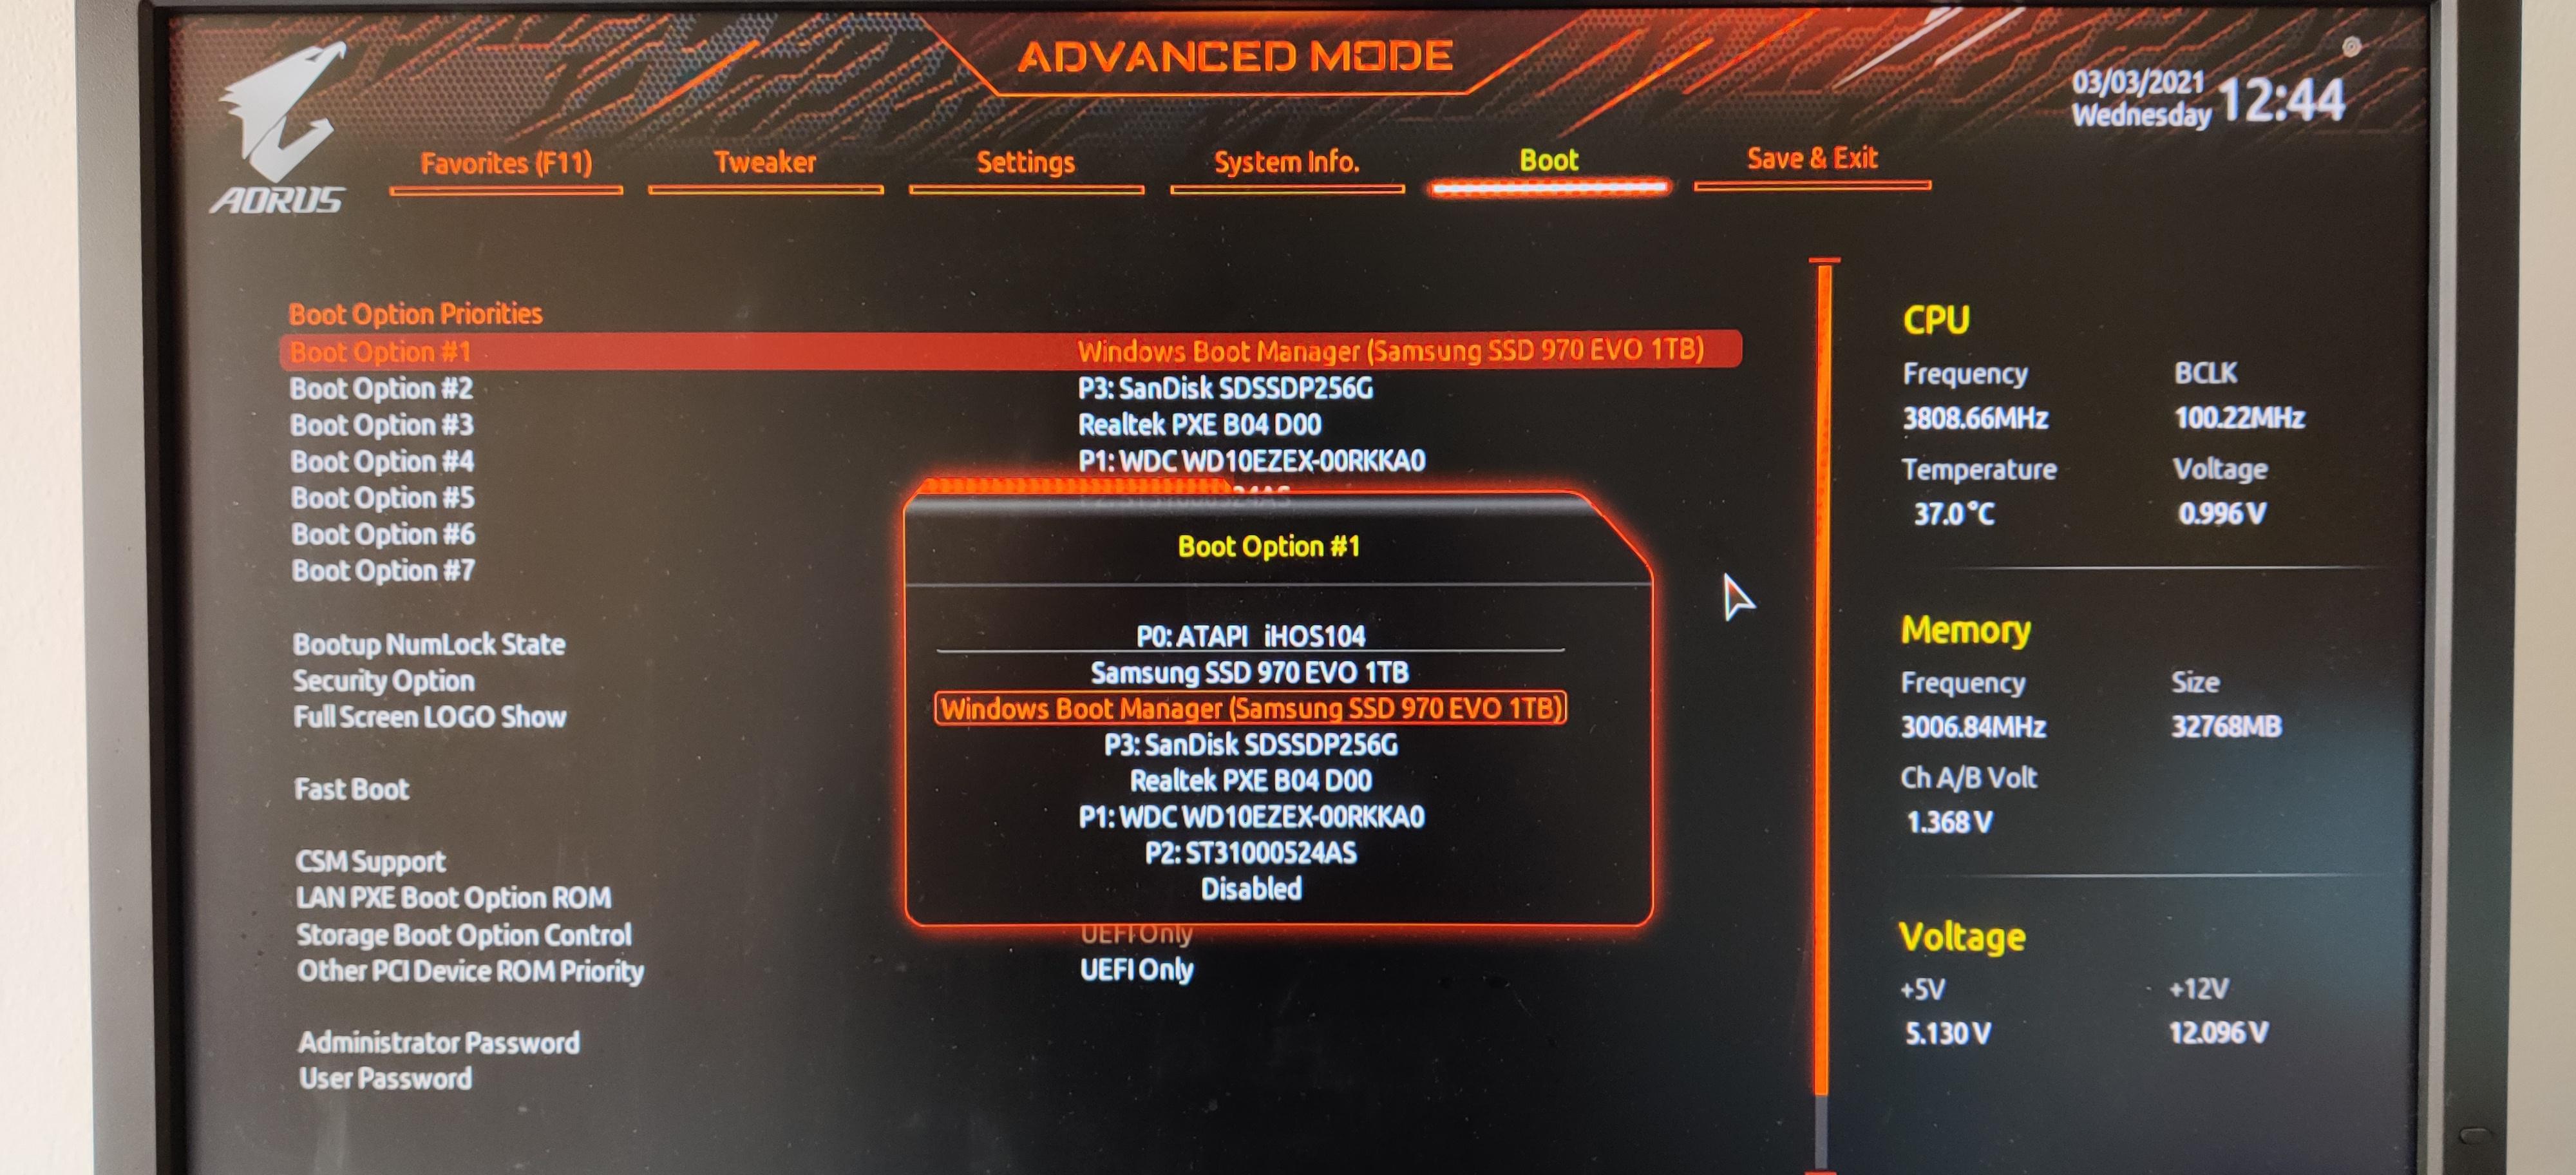 ADVANCED MODE
03/03/2021
Wednesday
12:44
AORUS
Favorites (F11)
Tweaker
Settings
System Info.
Boot
Save & Exit
Boot Option Priorities
Boot Option #1 Windows Boot Manager (Samsung SSD 970 EVO 1TB)
Boot Option #2 P3: SanDisk SDSSDP256G
Boot Option #3 Realtek PXE B04 D00
Boot Option #4 P1: WDC WD10EZEX-00RKKA0
Boot Option #5
Boot Option #6
Boot Option #7
Bootup NumLock State
Security Option
Full Screen LOGO Show
Fast Boot
CSM Support
LAN PXE Boot Option ROM
Storage Boot Option Control UEFI Only
Other PCI Device ROM Priority UEFI Only
Administrator Password
User Password
Boot Option #1
P0: ATAPI iHOS104
Samsung SSD 970 EVO 1TB
Windows Boot Manager (Samsung SSD 970 EVO 1TB)
P3: SanDisk SDSSDP256G
Realtek PXE B04 D00
P1: WDC WD10EZEX-00RKKA0
P2: ST31000524AS
Disabled
CPU
Frequency BCLK
3808.66MHz 100.22MHz
Temperature Voltage
37.0 °C 0.996 V
Memory
Frequency Size
3006.84MHz 32768MB
Ch A/B Volt
1.368 V
Voltage
+5V +12V
5.130 V 12.096 V